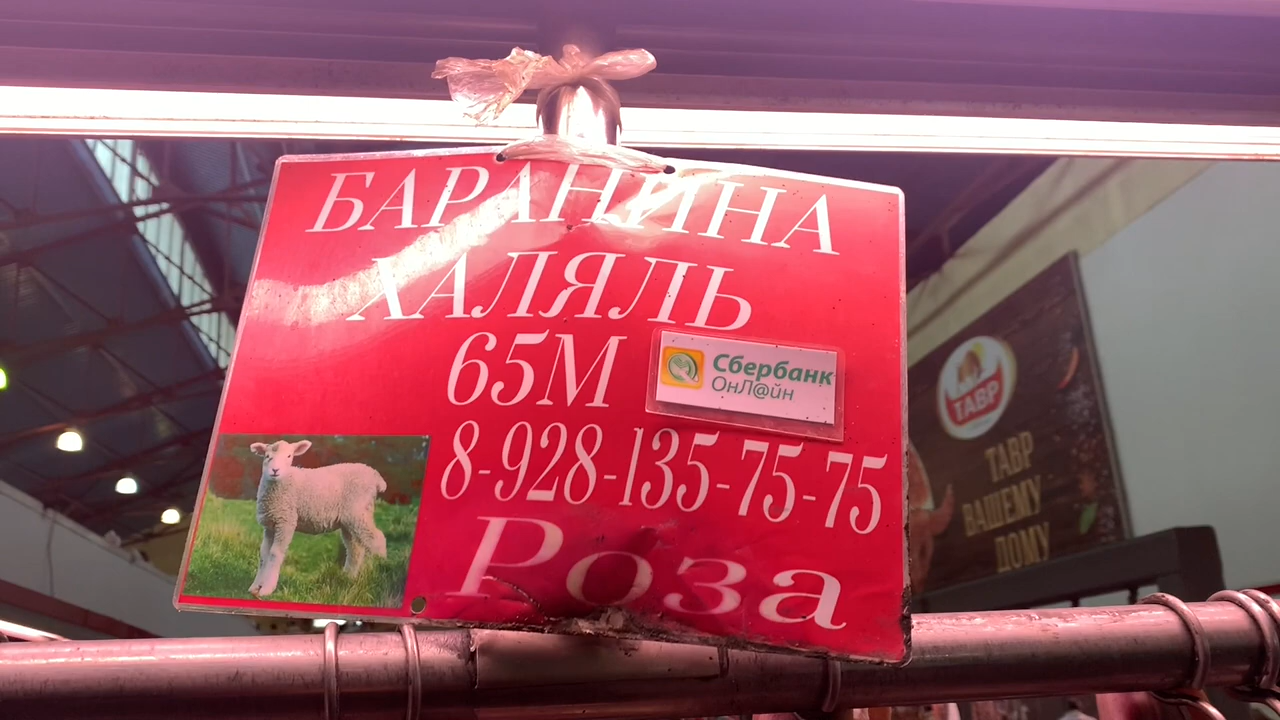 БАРАНИНА
ХАЛЯЛЬ
65М
Сбербанк
ОнЛ@йн
8-928-135-75-75
Роза
ТАВР
ТАВР
ВАШЕМУ
ДОМУ